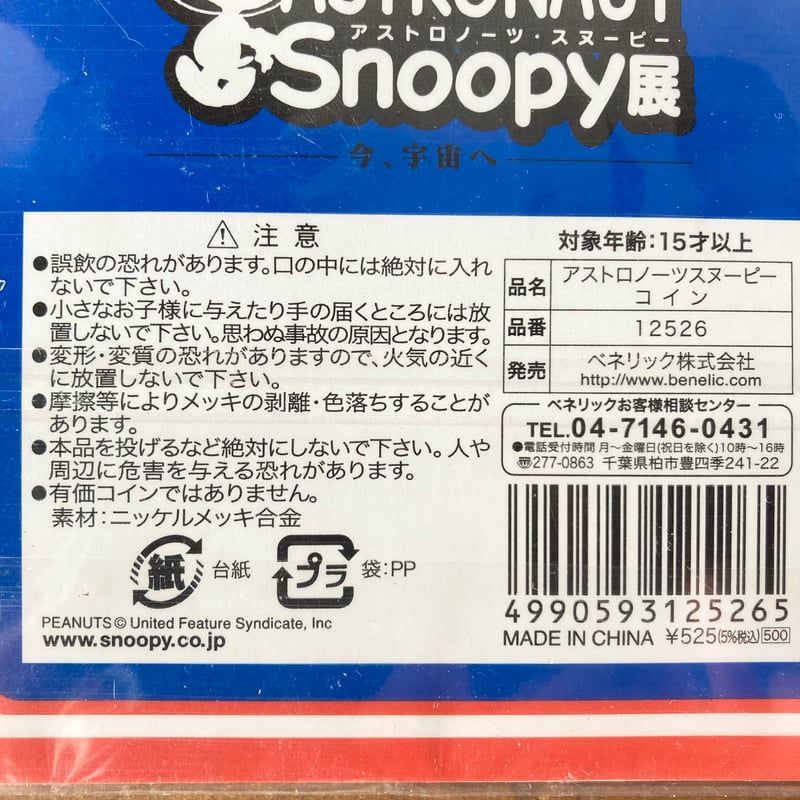 ASTRONAUT
アストロノーツ・スヌーピー
Snoopy展
今、宇宙へ
⚠注意
●誤飲の恐れがあります。口の中には絶対に入れ
ないで下さい。
●小さなお子様に与えたり手の届くところには放
置しないで下さい。思わぬ事故の原因となります。
●変形・変質の恐れがありますので、火気の近く
に放置しないで下さい。
●摩擦等によりメッキの剥離・色落ちすることが
あります。
●本品を投げるなど絶対にしないで下さい。人や
周辺に危害を与える恐れがあります。
●有価コインではありません。
素材:ニッケルメッキ合金
紙 台紙 プラ 袋:PP
PEANUTS © United Feature Syndicate, Inc
www.snoopy.co.jp
対象年齢:15才以上
品名 アストロノーツスヌーピー
コイン
品番 12526
発売 ベネリック株式会社
http://www.benelic.com
ベネリックお客様相談センター
TEL.04-7146-0431
●電話受付時間 月〜金曜日(祝日を除く)10時〜16時
〠277-0863 千葉県柏市豊四季241-22
4990593125265
MADE IN CHINA ¥525(5%税込) 500